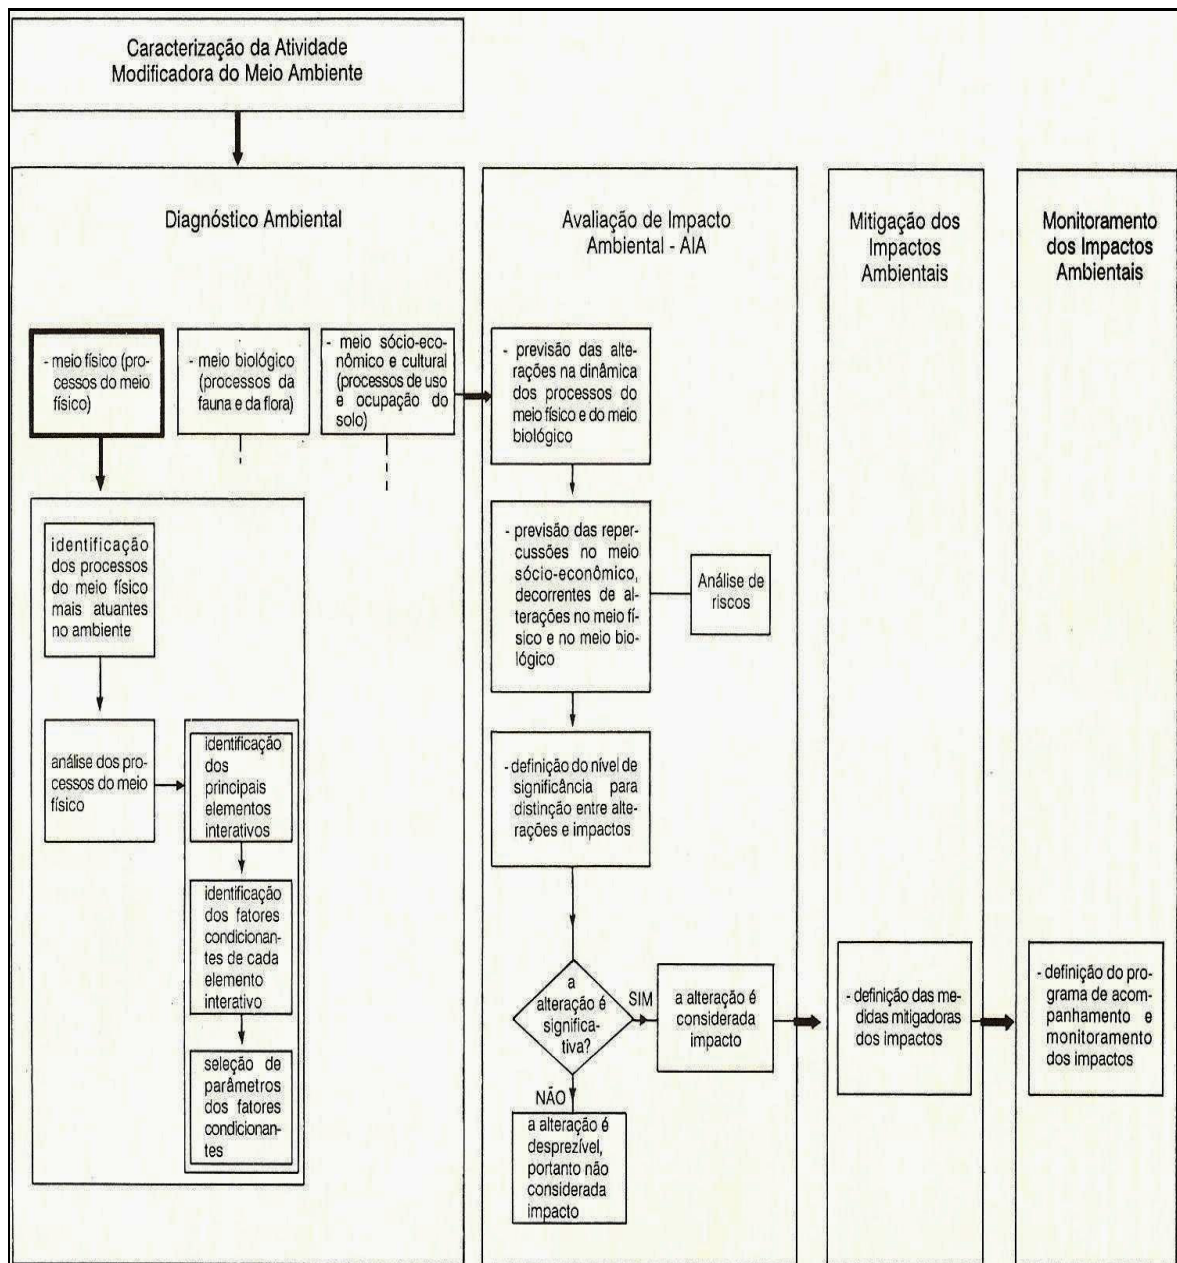 Caracterização da Atividade
Modificadora do Meio Ambiente
Diagnóstico Ambiental
- meio físico (pro-
cessos do meio
físico)
- meio biológico
(processos da
fauna e da flora)
- meio sócio-eco-
nômico e cultural
(processos de uso
e ocupação do
solo)
identificação
dos processos
do meio físico
mais atuantes
no ambiente
análise dos pro-
cessos do meio
físico
identificação
dos
principais
elementos
interativos
identificação
dos fatores
condicionan-
tes de cada
elemento
interativo
seleção de
parâmetros
dos fatores
condicionan-
tes
Avaliação de Impacto
Ambiental - AIA
- previsão das alte-
rações na dinâmica
dos processos do
meio físico e do meio
biológico
- previsão das reper-
cussões no meio
sócio-econômico,
decorrentes de al-
terações no meio fí-
sico e no meio bio-
lógico
Análise de
riscos
- definição do nível de
significância para
distinção entre alte-
rações e impactos
a
alteração é
significa-
tiva?
SIM
a alteração é
considerada
impacto
NÃO
a alteração é
desprezível,
portanto não
considerada
impacto
Mitigação dos
Impactos
Ambientais
- definição das me-
didas mitigadoras
dos impactos
Monitoramento
dos Impactos
Ambientais
- definição do pro-
grama de acom-
panhamento e
monitoramento
dos impactos